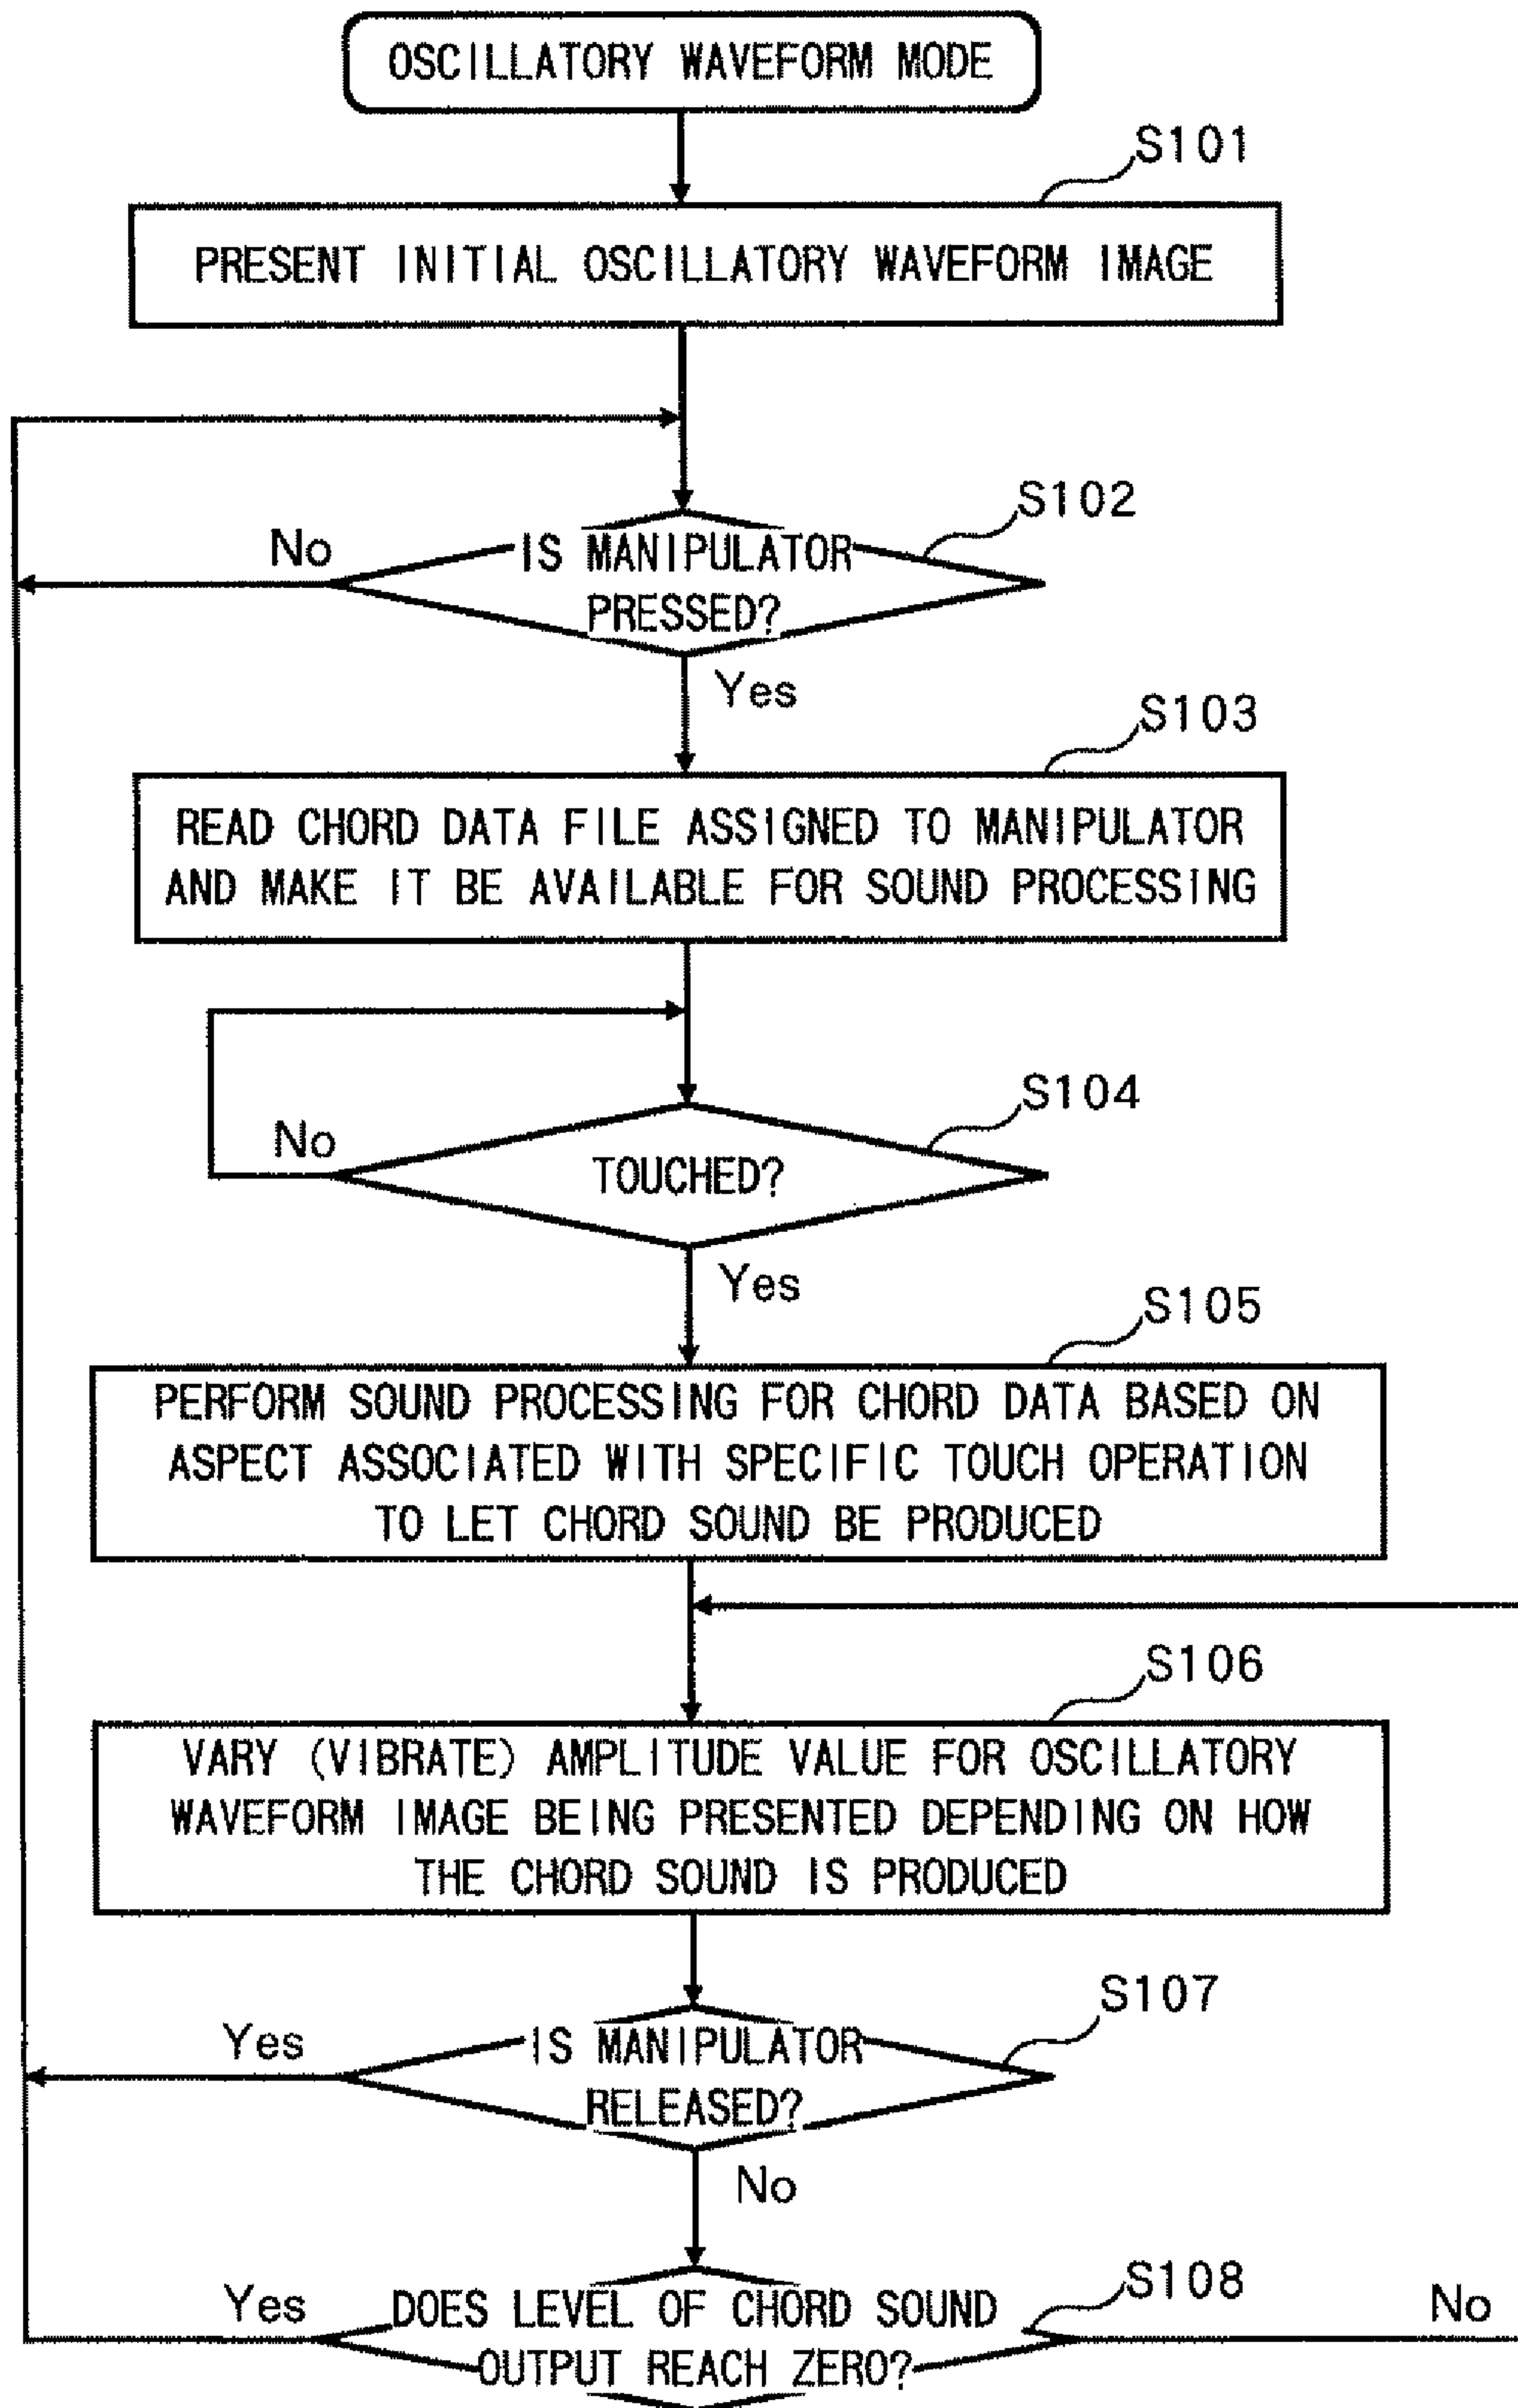 OSCILLATORY WAVEFORM MODE
S101
PRESENT INITIAL OSCILLATORY WAVEFORM IMAGE
S102
No
IS MANIPULATOR
PRESSED?
Yes
S103
READ CHORD DATA FILE ASSIGNED TO MANIPULATOR
AND MAKE IT BE AVAILABLE FOR SOUND PROCESSING
S104
No
TOUCHED?
Yes
S105
PERFORM SOUND PROCESSING FOR CHORD DATA BASED ON
ASPECT ASSOCIATED WITH SPECIFIC TOUCH OPERATION
TO LET CHORD SOUND BE PRODUCED
S106
VARY (VIBRATE) AMPLITUDE VALUE FOR OSCILLATORY
WAVEFORM IMAGE BEING PRESENTED DEPENDING ON HOW
THE CHORD SOUND IS PRODUCED
S107
Yes
IS MANIPULATOR
RELEASED?
No
S108
Yes
DOES LEVEL OF CHORD SOUND
OUTPUT REACH ZERO?
No